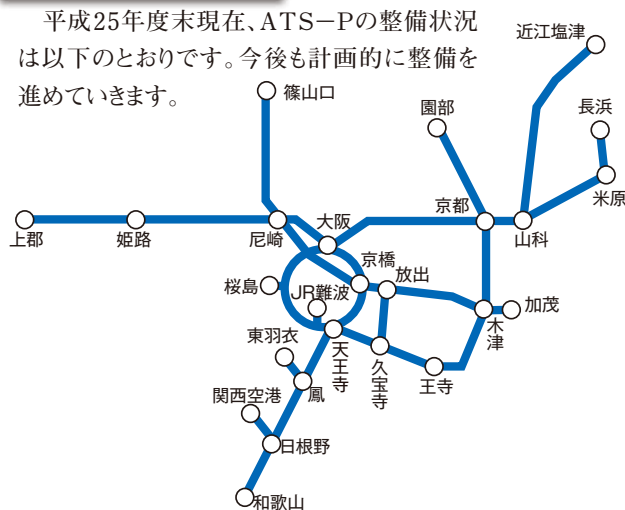 平成25年度末現在、ATS−Pの整備状況
は以下のとおりです。今後も計画的に整備を
進めていきます。
近江塩津
篠山口
園部
長浜
米原
京都
山科
大阪
上郡
姫路
尼崎
京橋
放出
桜島
JR難波
加茂
木津
東羽衣
天王寺
久宝寺
王寺
関西空港
鳳
日根野
和歌山